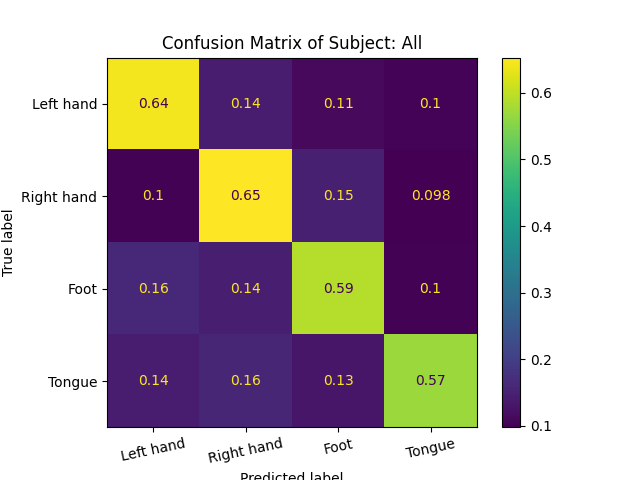 Confusion Matrix of Subject: All
True label
Left hand 0.64 0.14 0.11 0.1
Right hand 0.1 0.65 0.15 0.098
Foot 0.16 0.14 0.59 0.1
Tongue 0.14 0.16 0.13 0.57
Left hand Right hand Foot Tongue
Predicted label
0.6
0.5
0.4
0.3
0.2
0.1